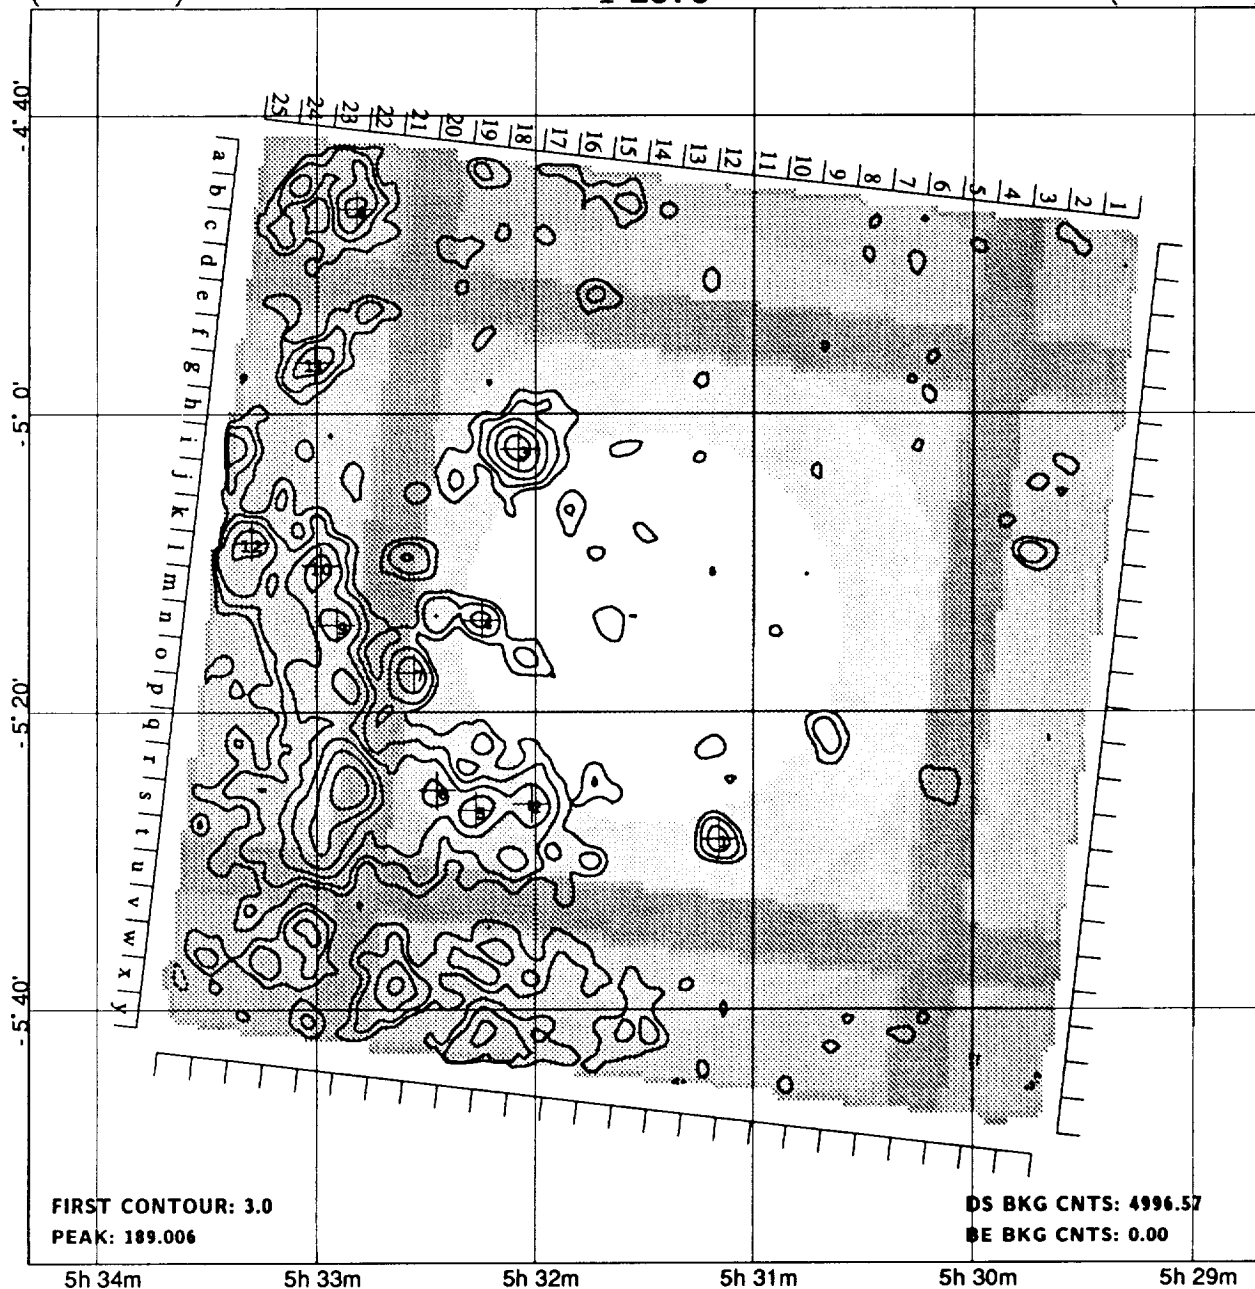 25 24 23 22 21 20 19 18 17 16 15 14 13 12 11 10 9 8 7 6 5 4 3 2 1
a b c d e f g h i j k l m n o p q r s t u v w x y
-4° 40'
-5° 0'
-5° 20'
-5° 40'
12
10
FIRST CONTOUR: 3.0
PEAK: 189.006
DS BKG CNTS: 4996.57
BE BKG CNTS: 0.00
5h 34m 5h 33m 5h 32m 5h 31m 5h 30m 5h 29m